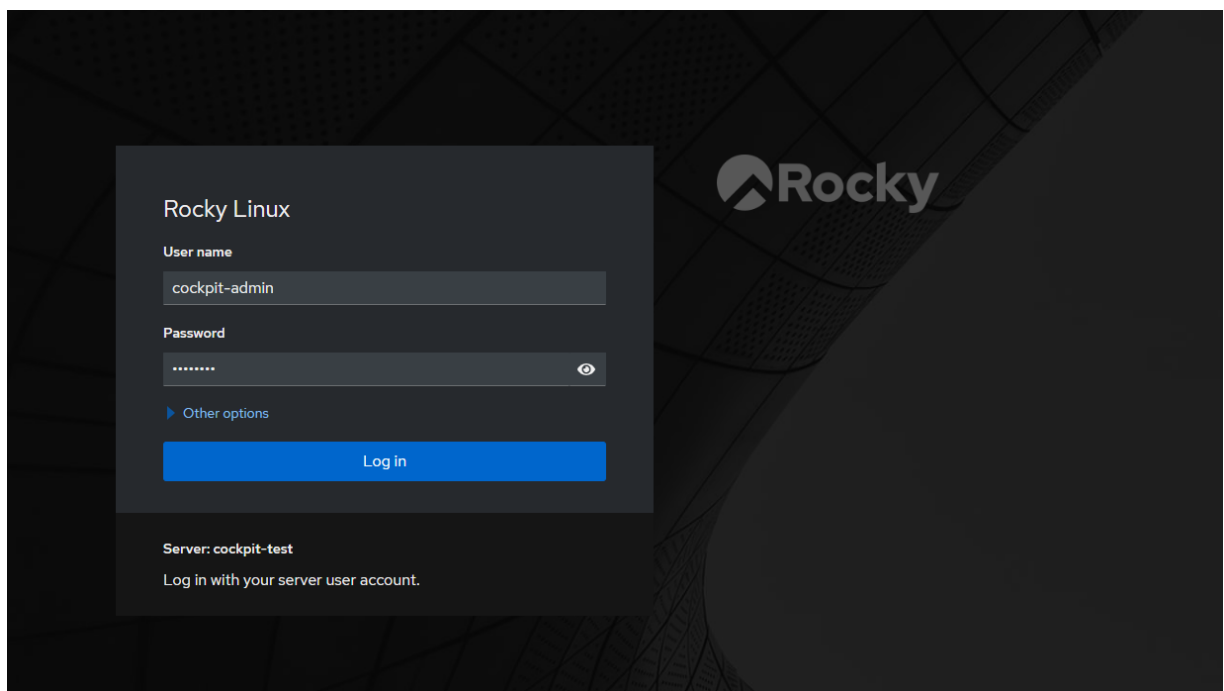 Rocky
Rocky Linux
User name
cockpit-admin
Password
••••••••
Other options
Log in
Server: cockpit-test
Log in with your server user account.